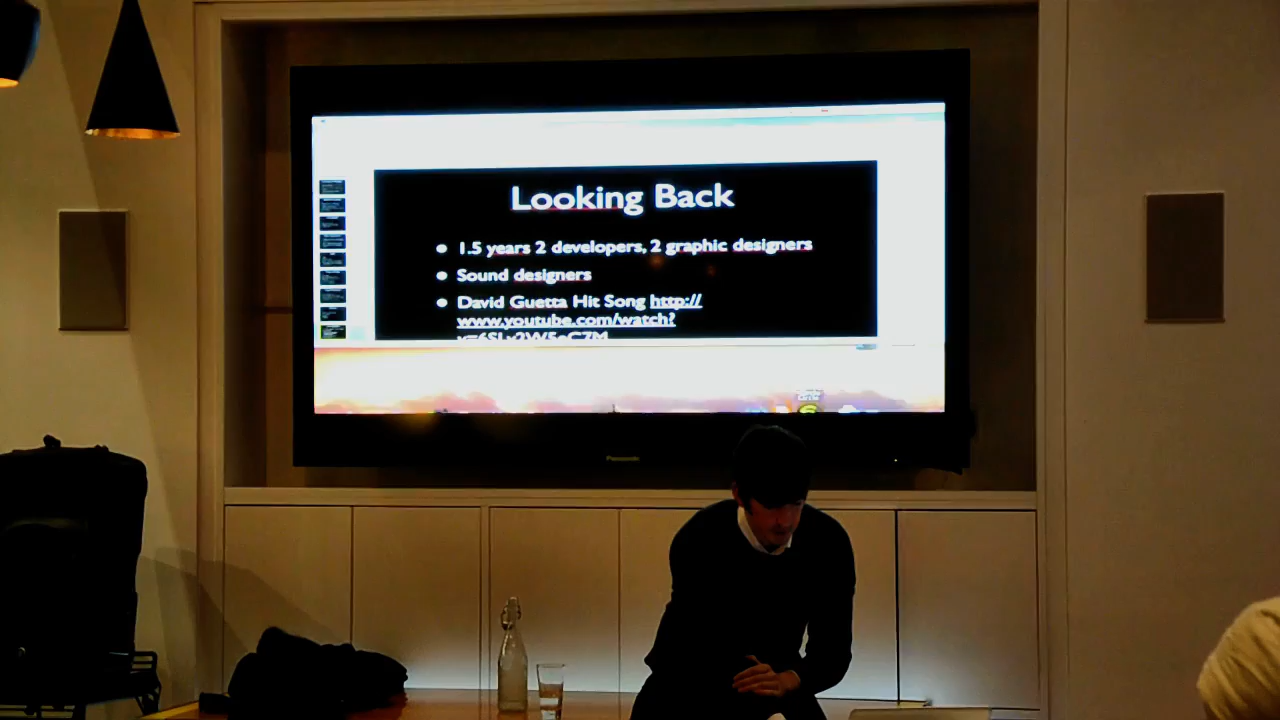 Looking Back
1.5 years 2 developers, 2 graphic designers
Sound designers
David Guetta Hit Song http://
www.youtube.com/watch?
Panasonic